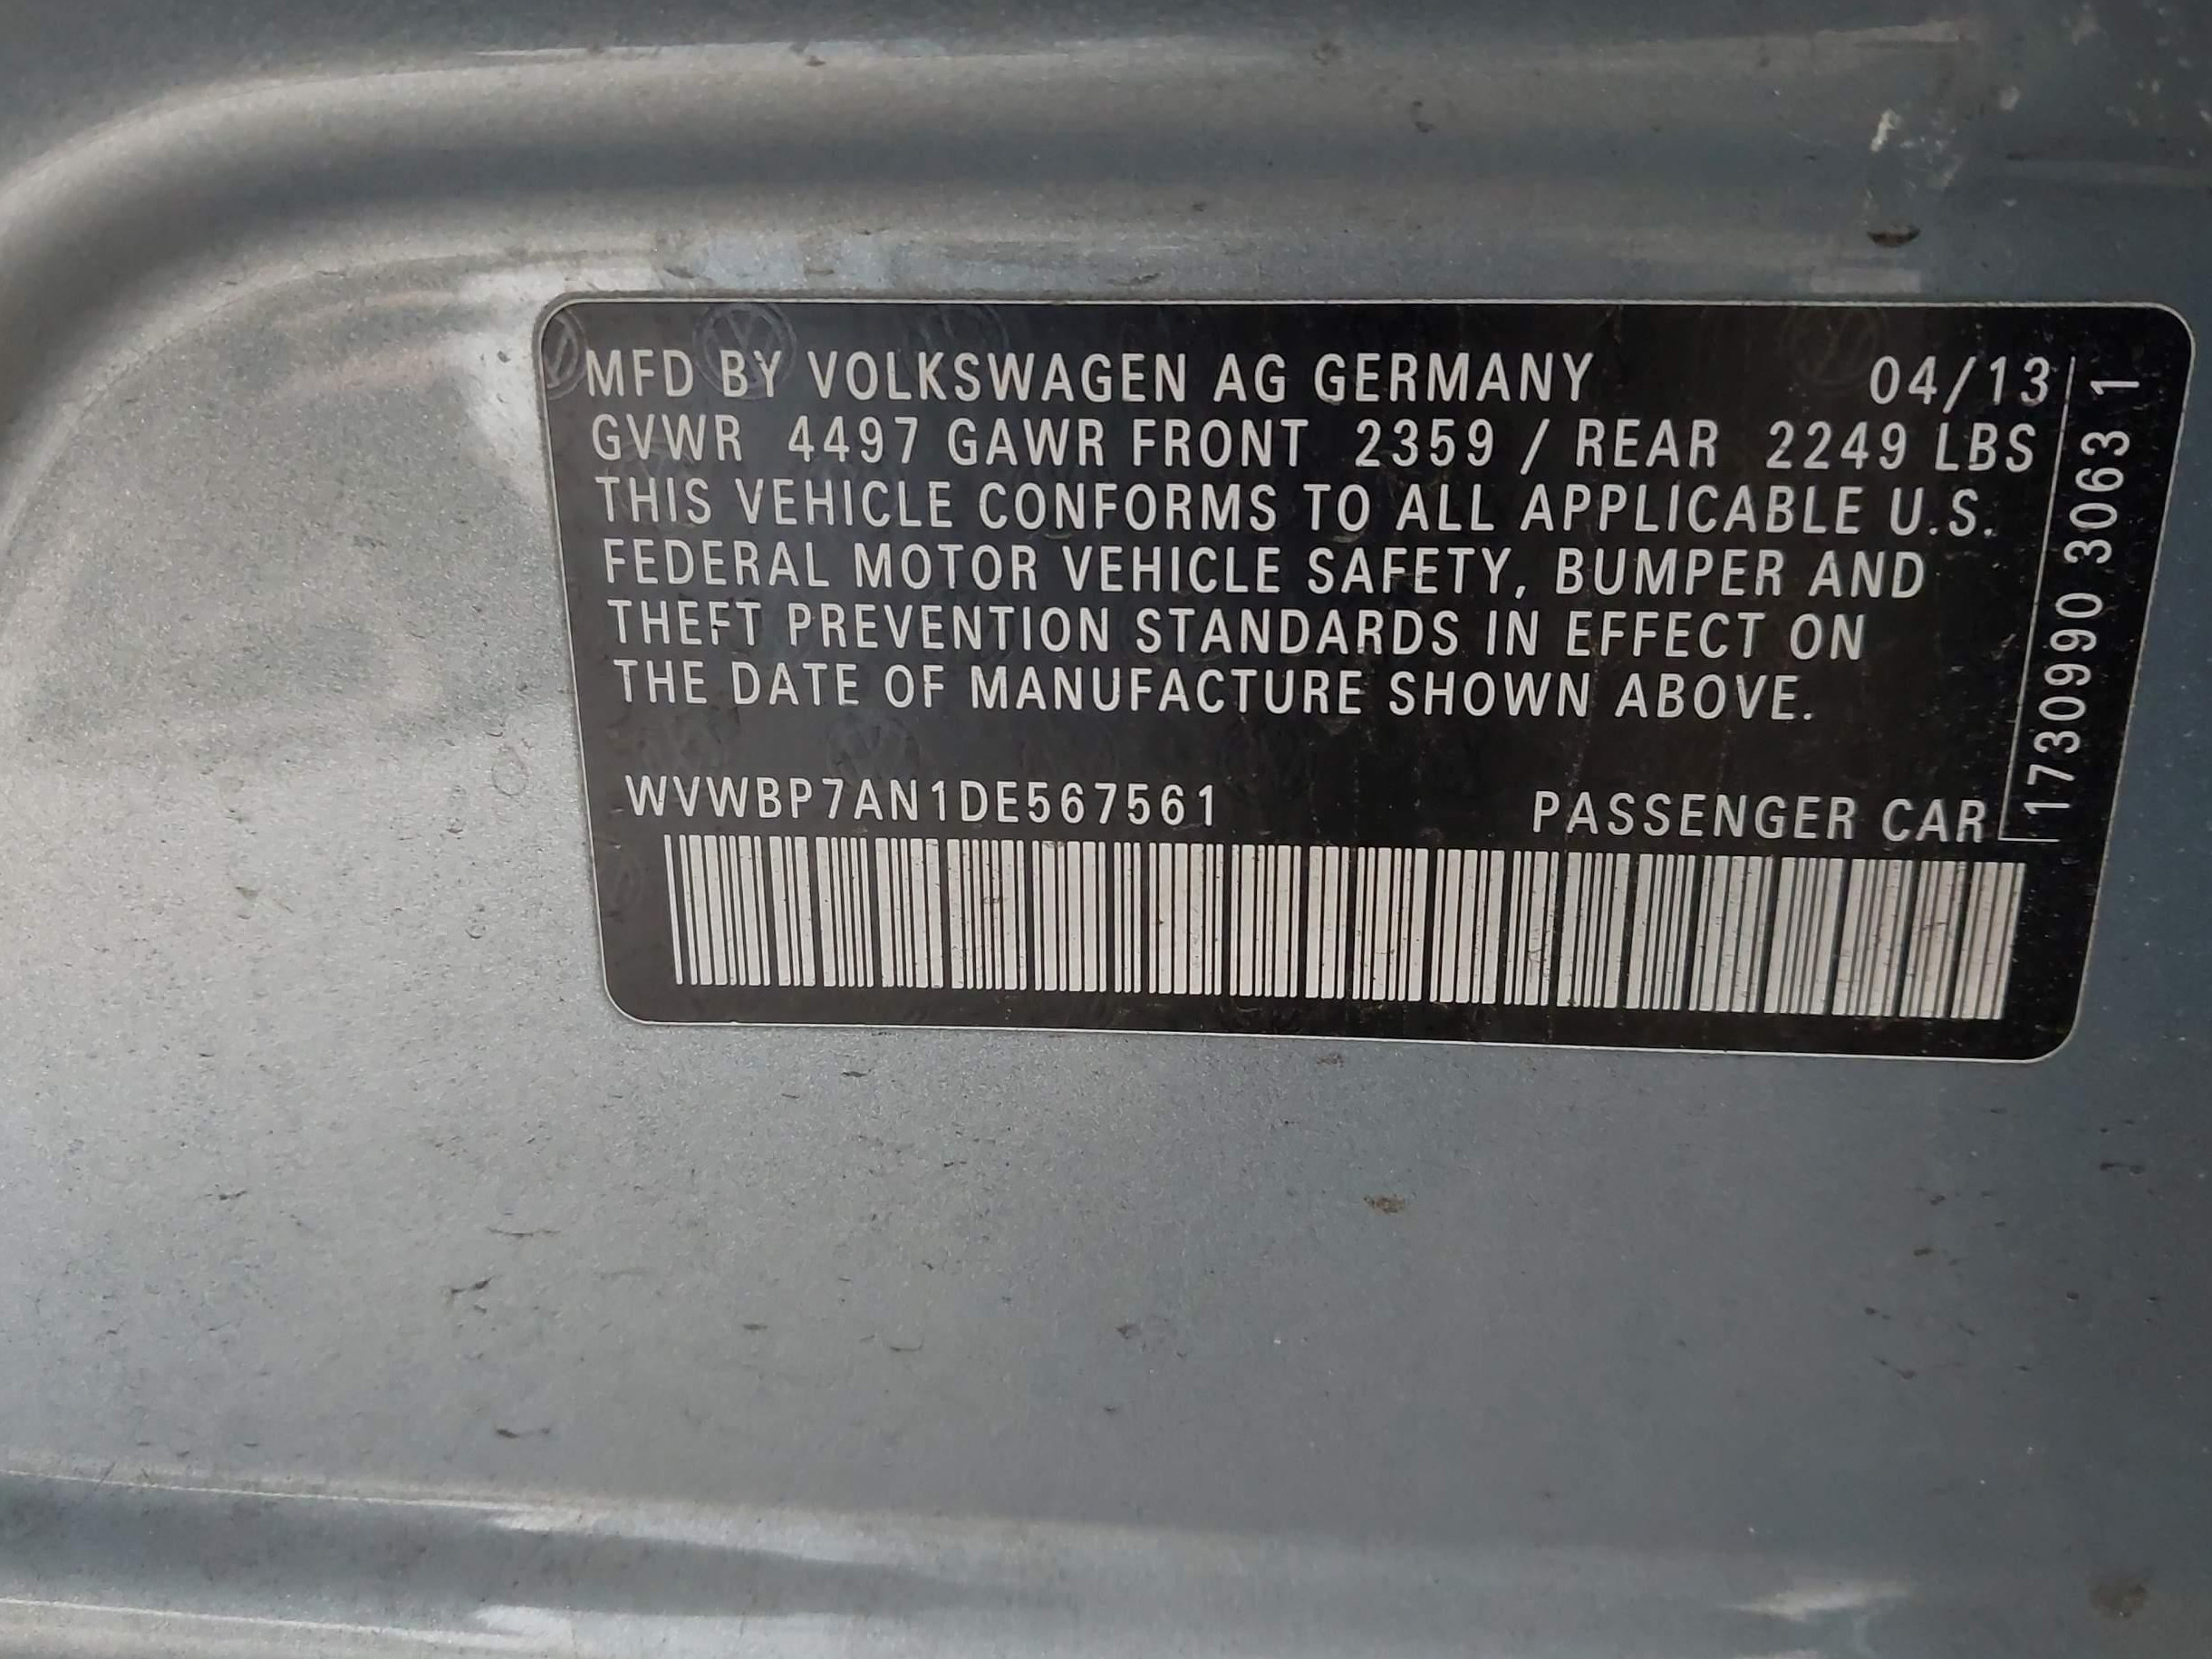 MFD BY VOLKSWAGEN AG GERMANY 04/13
GVWR 4497 GAWR FRONT 2359 / REAR 2249 LBS
THIS VEHICLE CONFORMS TO ALL APPLICABLE U.S.
FEDERAL MOTOR VEHICLE SAFETY, BUMPER AND
THEFT PREVENTION STANDARDS IN EFFECT ON
THE DATE OF MANUFACTURE SHOWN ABOVE.
WVWBP7AN1DE567561 PASSENGER CAR
1730990 3063 1